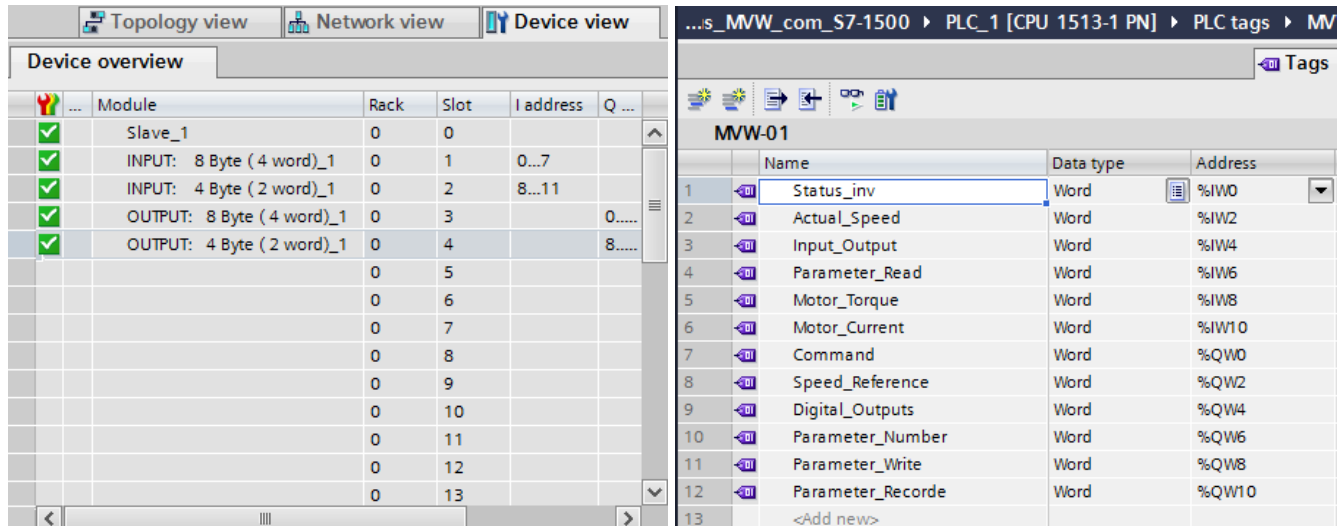 Topology view Network view Device view
Device overview
... Module Rack Slot I address Q ...
Slave_1 0 0
INPUT: 8 Byte ( 4 word)_1 0 1 0...7
INPUT: 4 Byte ( 2 word)_1 0 2 8...11
OUTPUT: 8 Byte ( 4 word)_1 0 3 0.....
OUTPUT: 4 Byte ( 2 word)_1 0 4 8.....
0 5
0 6
0 7
0 8
0 9
0 10
0 11
0 12
0 13
...s_MVW_com_S7-1500 PLC_1 [CPU 1513-1 PN] PLC tags MV
Tags
MVW-01
Name Data type Address
1 Status_inv Word %IW0
2 Actual_Speed Word %IW2
3 Input_Output Word %IW4
4 Parameter_Read Word %IW6
5 Motor_Torque Word %IW8
6 Motor_Current Word %IW10
7 Command Word %QW0
8 Speed_Reference Word %QW2
9 Digital_Outputs Word %QW4
10 Parameter_Number Word %QW6
11 Parameter_Write Word %QW8
12 Parameter_Recorde Word %QW10
13 <Add new>